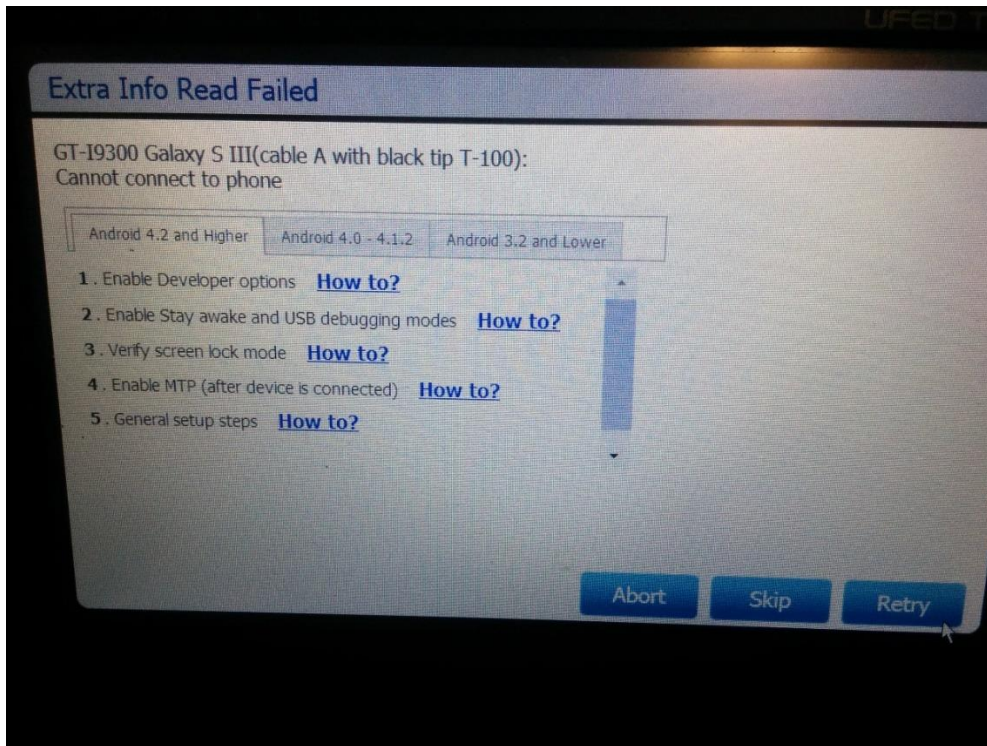 UFED T
Extra Info Read Failed
GT-I9300 Galaxy S III(cable A with black tip T-100):
Cannot connect to phone
Android 4.2 and Higher
Android 4.0 - 4.1.2
Android 3.2 and Lower
1. Enable Developer options How to?
2. Enable Stay awake and USB debugging modes How to?
3. Verify screen lock mode How to?
4. Enable MTP (after device is connected) How to?
5. General setup steps How to?
Abort
Skip
Retry